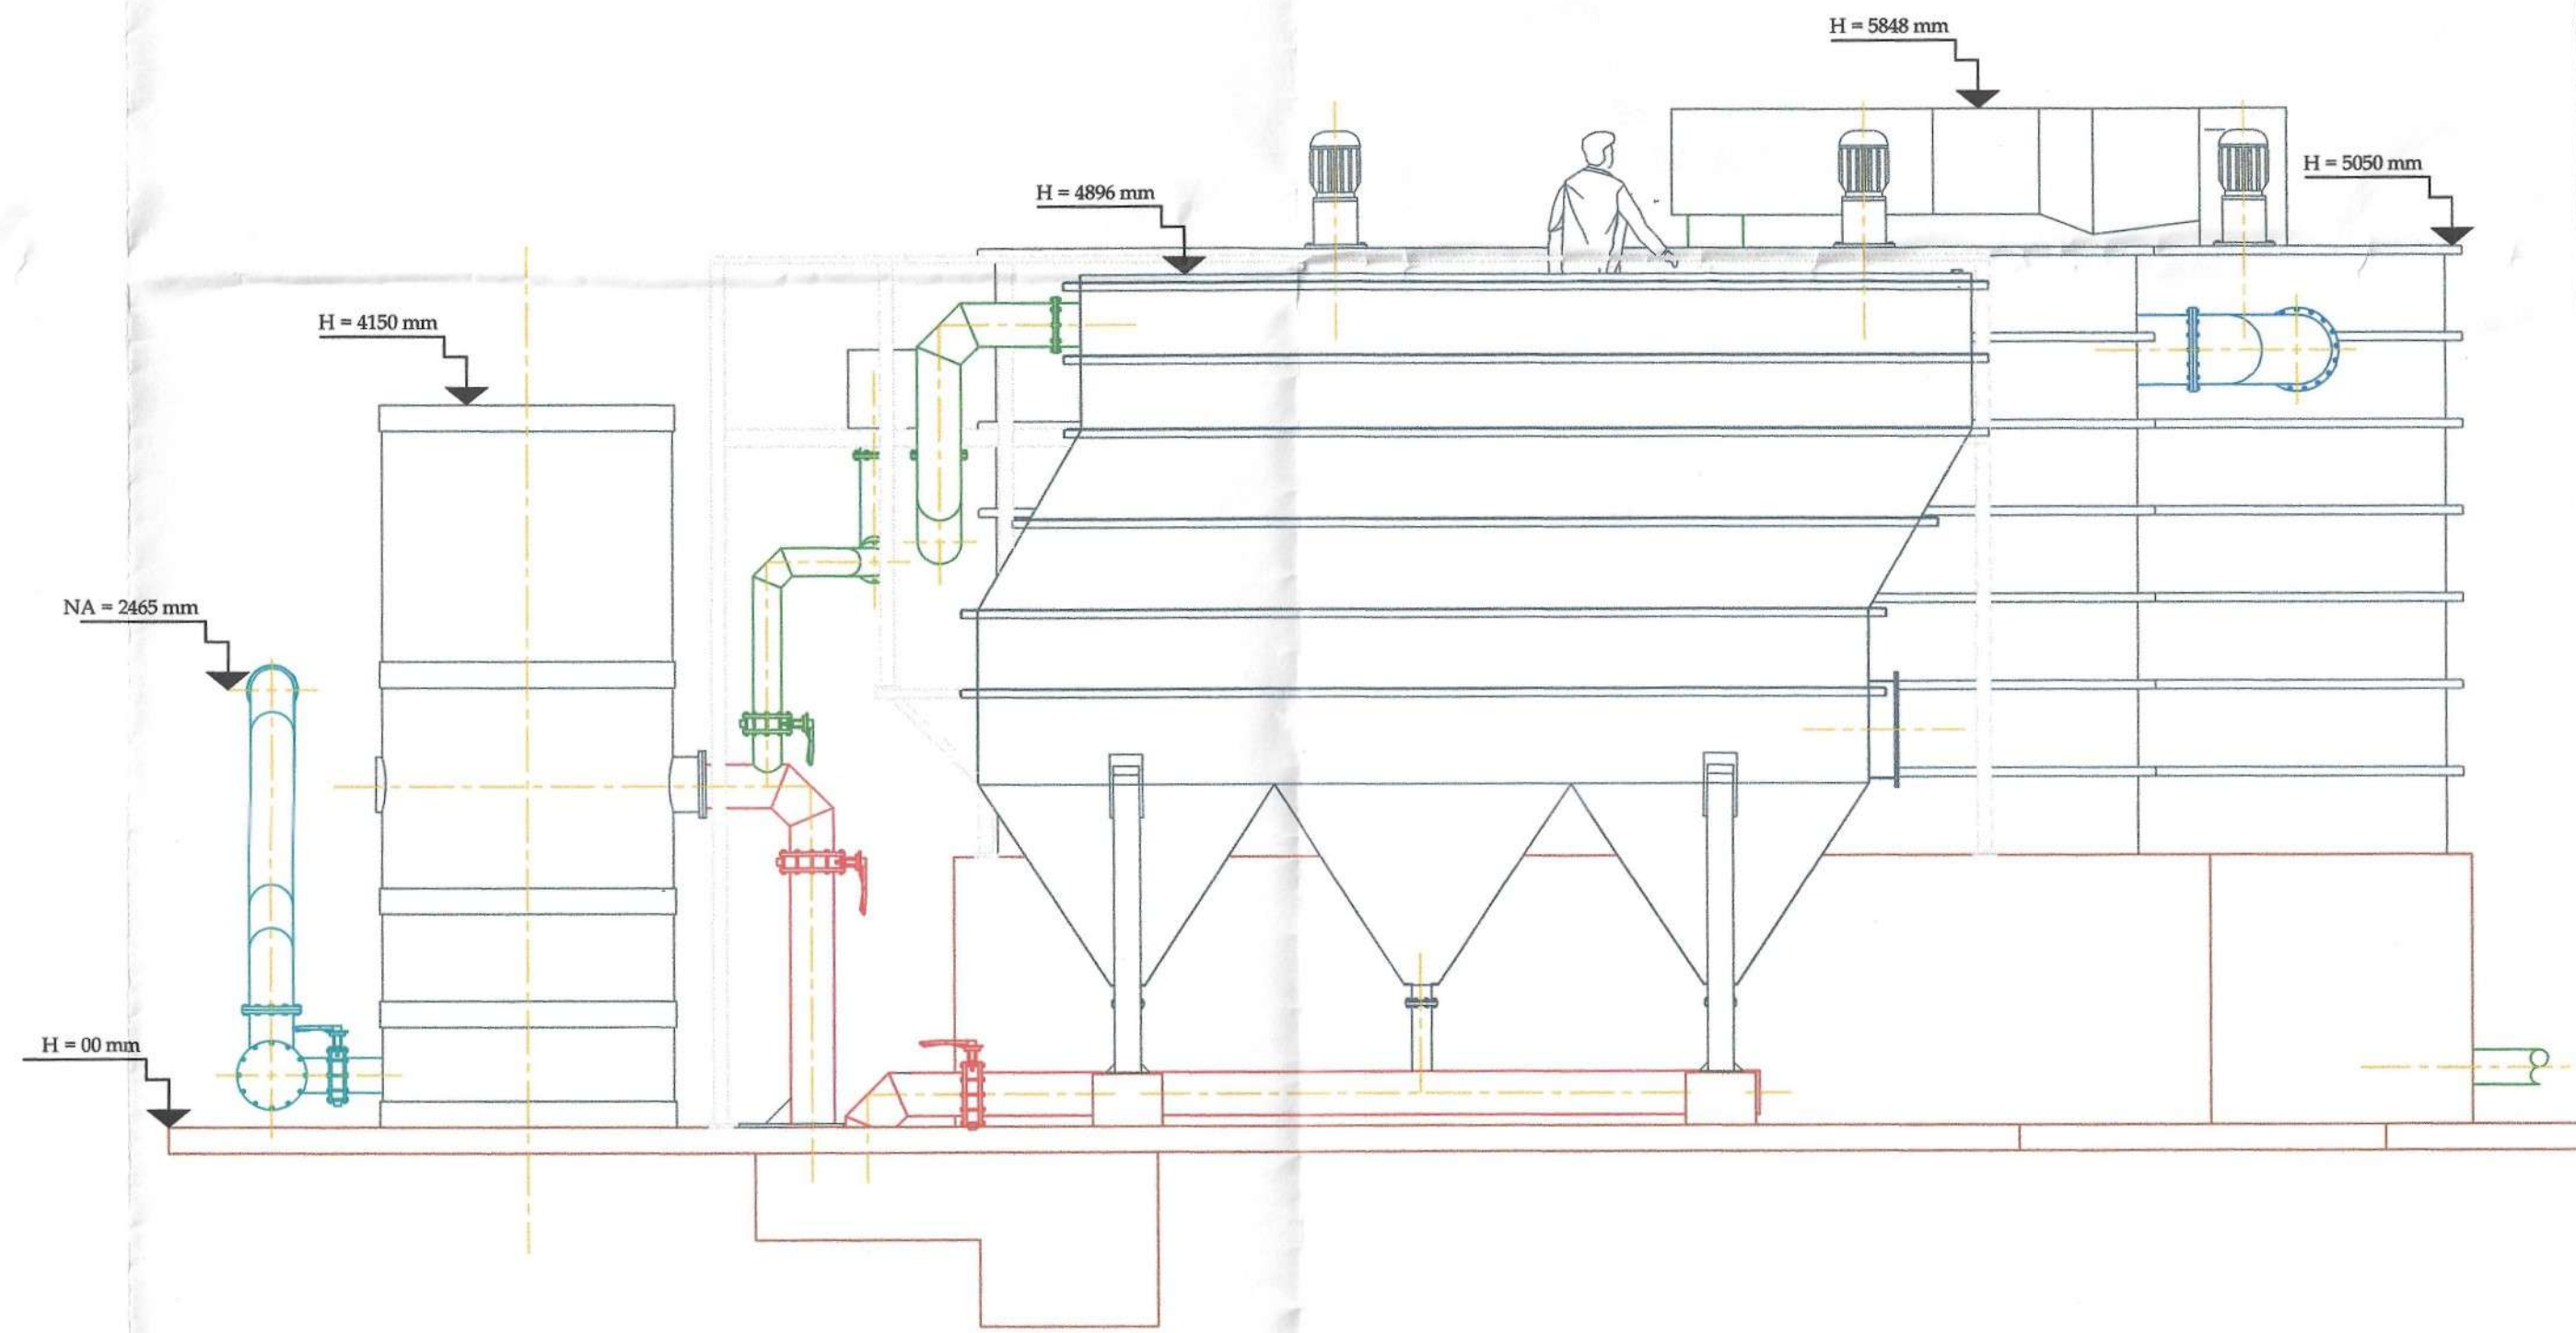 H = 5848 mm
H = 5050 mm
H = 4896 mm
H = 4150 mm
NA = 2465 mm
H = 00 mm